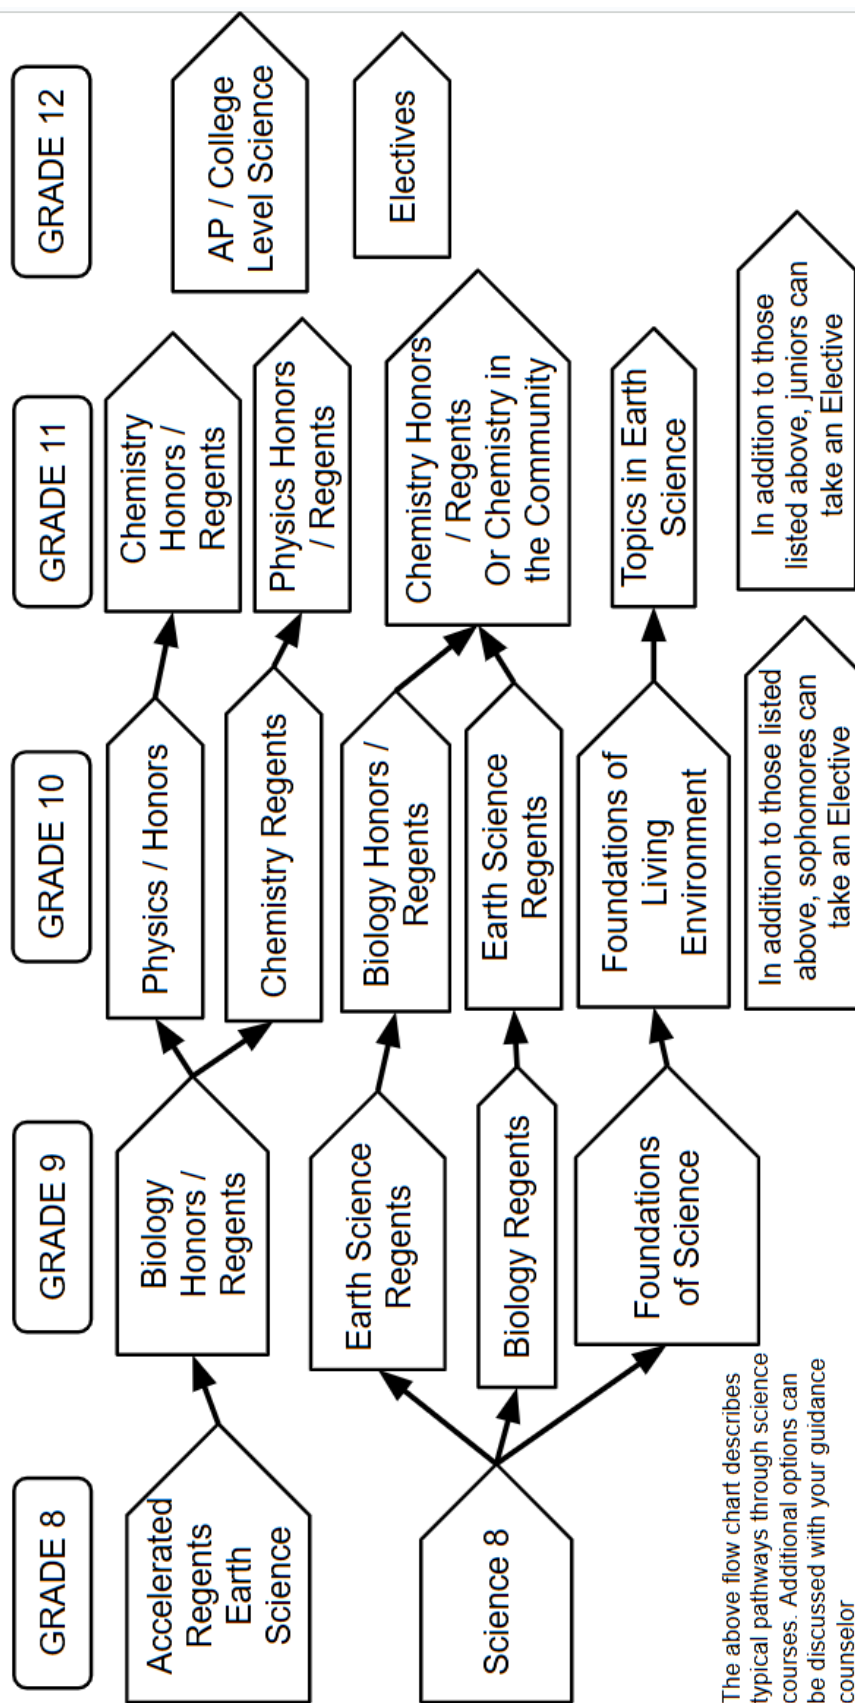 GRADE 8
GRADE 9
GRADE 10
GRADE 11
GRADE 12
Accelerated
Regents
Earth
Science
Biology
Honors /
Regents
Physics / Honors
Chemistry
Honors /
Regents
AP / College
Level Science
Chemistry Regents
Physics Honors
/ Regents
Electives
Science 8
Earth Science
Regents
Biology Honors /
Regents
Chemistry Honors
/ Regents
Or Chemistry in
the Community
Biology Regents
Earth Science
Regents
Foundations
of Science
Foundations of
Living
Environment
Topics in Earth
Science
The above flow chart describes
typical pathways through science
courses. Additional options can
be discussed with your guidance
counselor
In addition to those listed
above, sophomores can
take an Elective
In addition to those
listed above, juniors can
take an Elective